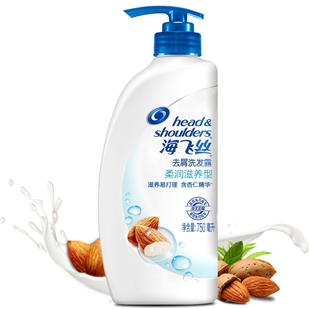 head &
shoulders
海飞丝
去屑洗发露
柔润滋养型
滋养易打理 含杏仁精华
净含量:750毫升